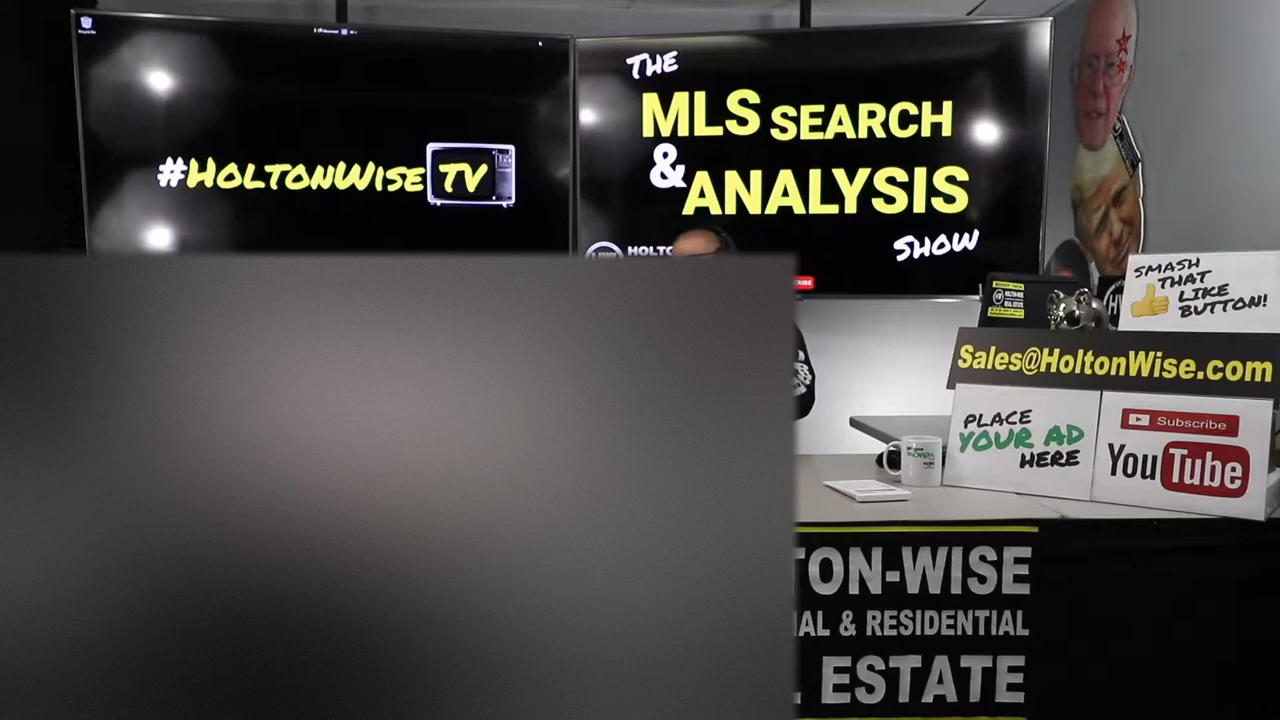 #HOLTONWISE TV
THE
MLS SEARCH
& ANALYSIS
SHOW
SMASH
THAT
LIKE
BUTTON!
Sales@HoltonWise.com
PLACE
YOUR AD
HERE
Subscribe
YouTube
TON-WISE
IAL & RESIDENTIAL
ESTATE